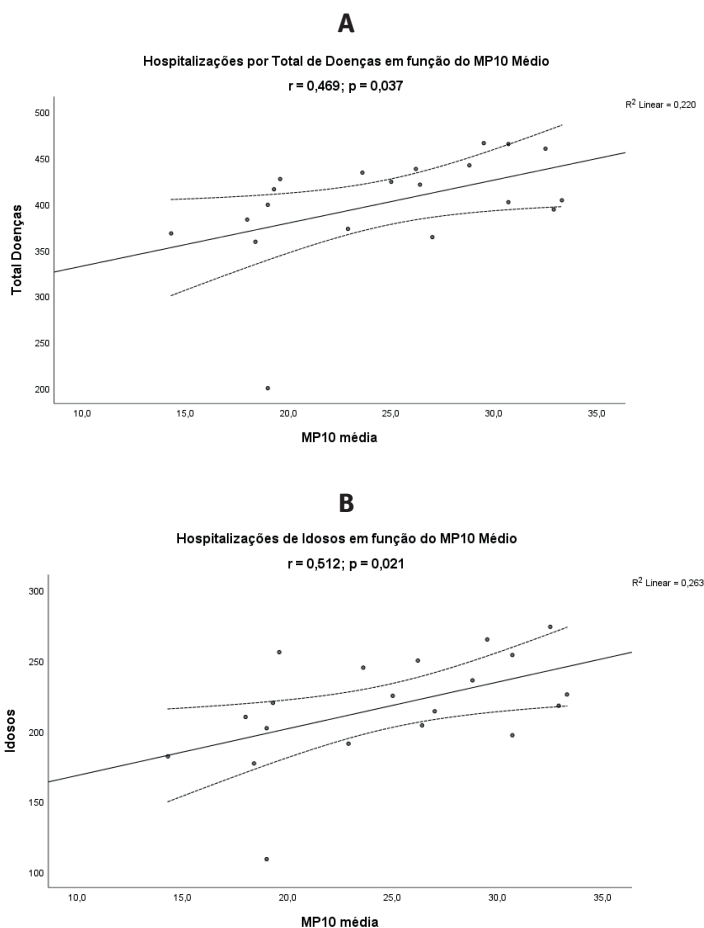 A
Hospitalizações por Total de Doenças em função do MP10 Médio
r = 0,469; p = 0,037
R² Linear = 0,220
500
450
400
350
300
250
200
Total Doenças
10,0 15,0 20,0 25,0 30,0 35,0
MP10 média
B
Hospitalizações de Idosos em função do MP10 Médio
r = 0,512; p = 0,021
R² Linear = 0,263
300
250
200
150
100
Idosos
10,0 15,0 20,0 25,0 30,0 35,0
MP10 média